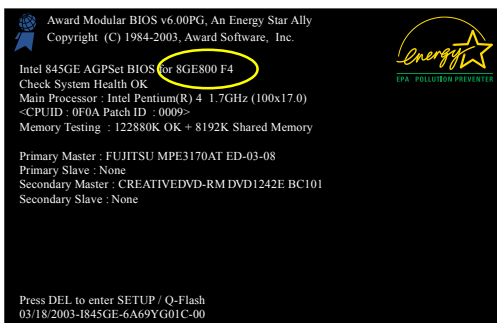 Award Modular BIOS v6.00PG, An Energy Star Ally
Copyright (C) 1984-2003, Award Software, Inc.
energy
EPA POLLUTION PREVENTER
Intel 845GE AGPSet BIOS for 8GE800 F4
Check System Health OK
Main Processor : Intel Pentium(R) 4 1.7GHz (100x17.0)
<CPUID : 0F0A Patch ID : 0009>
Memory Testing : 122880K OK + 8192K Shared Memory
Primary Master : FUJITSU MPE3170AT ED-03-08
Primary Slave : None
Secondary Master : CREATIVEDVD-RM DVD1242E BC101
Secondary Slave : None
Press DEL to enter SETUP / Q-Flash
03/18/2003-I845GE-6A69YG01C-00